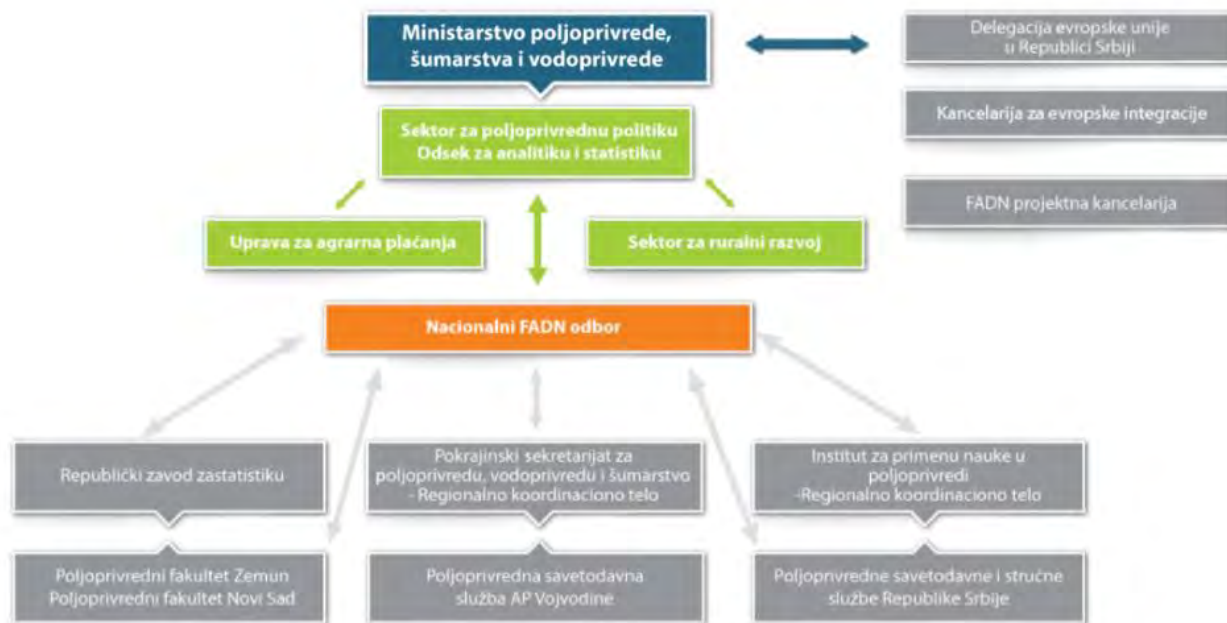 Ministarstvo poljoprivrede,
šumarstva i vodoprivrede
Delegacija evropske unije
u Republici Srbiji
Kancelarija za evropske integracije
FADN projektna kancelarija
Sektor za poljoprivrednu politiku
Odsek za analitiku i statistiku
Uprava za agrarna plaćanja
Sektor za ruralni razvoj
Nacionalni FADN odbor
Republički zavod zastatistiku
Pokrajinski sekretarijat za
poljoprivredu, vodoprivredu i šumarstvo
- Regionalno koordinaciono telo
Institut za primenu nauke u
poljoprivredi
-Regionalno koordinaciono telo
Poljoprivredni fakultet Zemun
Poljoprivredni fakultet Novi Sad
Poljoprivredna savetodavna
služba AP Vojvodine
Poljoprivredne savetodavne i stručne
službe Republike Srbije